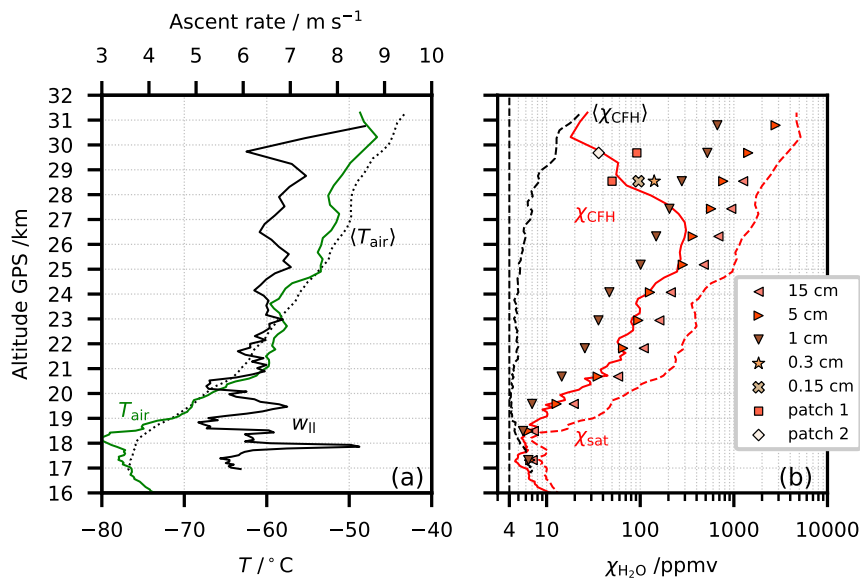 Ascent rate / m s⁻¹
3 4 5 6 7 8 9 10
Altitude GPS /km
32
31
30
29
28
27
26
25
24
23
22
21
20
19
18
17
16
⟨T_air⟩
T_air
w_ll
(a)
−80 −70 −60 −50 −40
T / °C
⟨χ_CFH⟩
χ_CFH
χ_sat
15 cm
5 cm
1 cm
0.3 cm
0.15 cm
patch 1
patch 2
(b)
4 10 100 1000 10000
χ_H₂O /ppmv